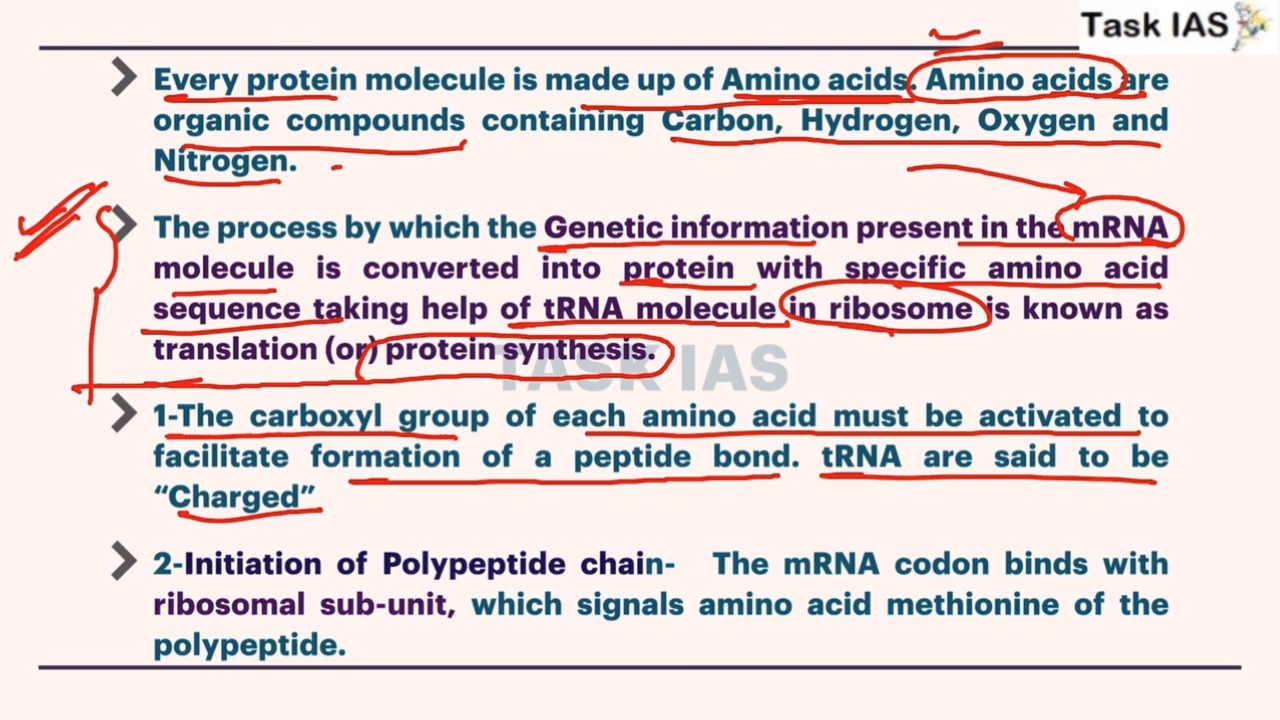 Task IAS
Every protein molecule is made up of Amino acids. Amino acids are
organic compounds containing Carbon, Hydrogen, Oxygen and
Nitrogen.
The process by which the Genetic information present in the mRNA
molecule is converted into protein with specific amino acid
sequence taking help of tRNA molecule in ribosome is known as
translation (or) protein synthesis.
TASK IAS
1-The carboxyl group of each amino acid must be activated to
facilitate formation of a peptide bond. tRNA are said to be
“Charged”
2-Initiation of Polypeptide chain- The mRNA codon binds with
ribosomal sub-unit, which signals amino acid methionine of the
polypeptide.